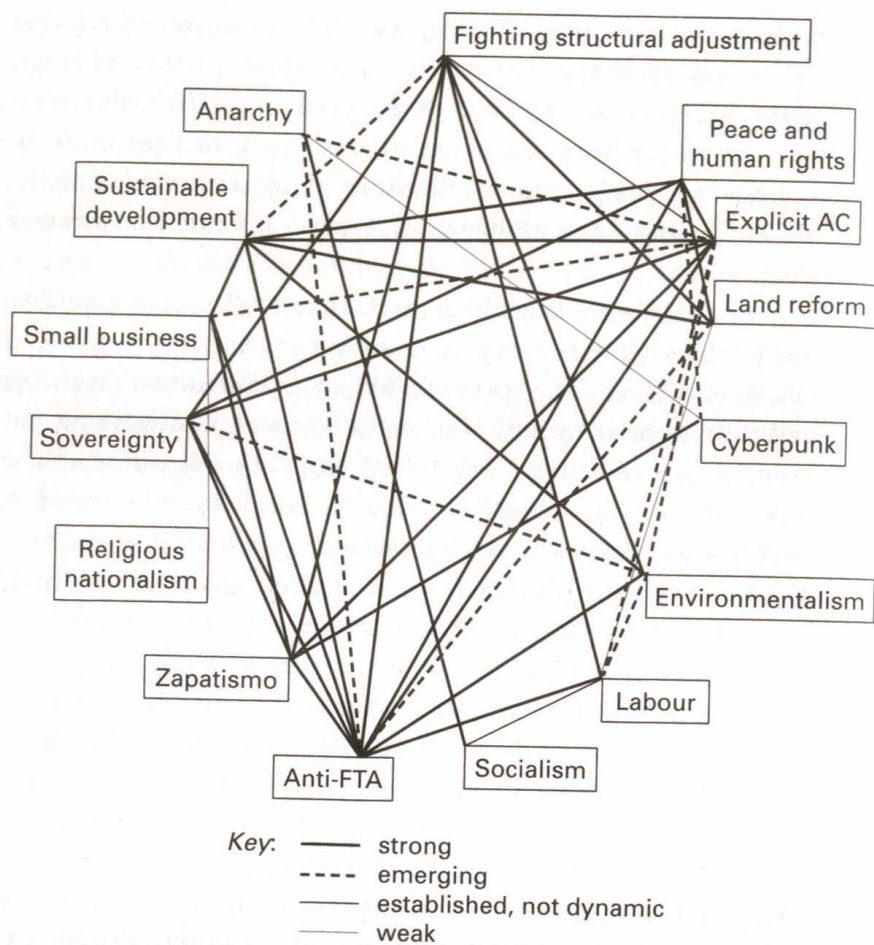 Fighting structural adjustment
Anarchy
Peace and
human rights
Sustainable
development
Explicit AC
Land reform
Small business
Sovereignty
Cyberpunk
Religious
nationalism
Environmentalism
Zapatismo
Labour
Anti-FTA
Socialism
Key: strong
emerging
established, not dynamic
weak